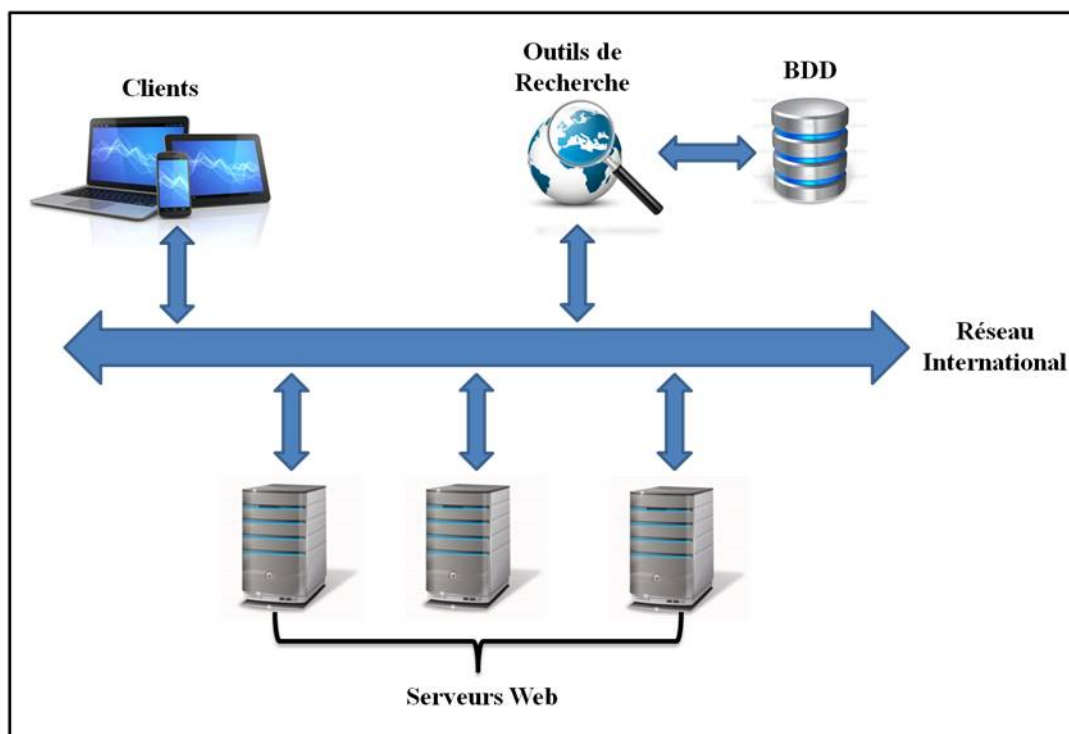 Clients
Outils de
Recherche
BDD
Réseau
International
Serveurs Web